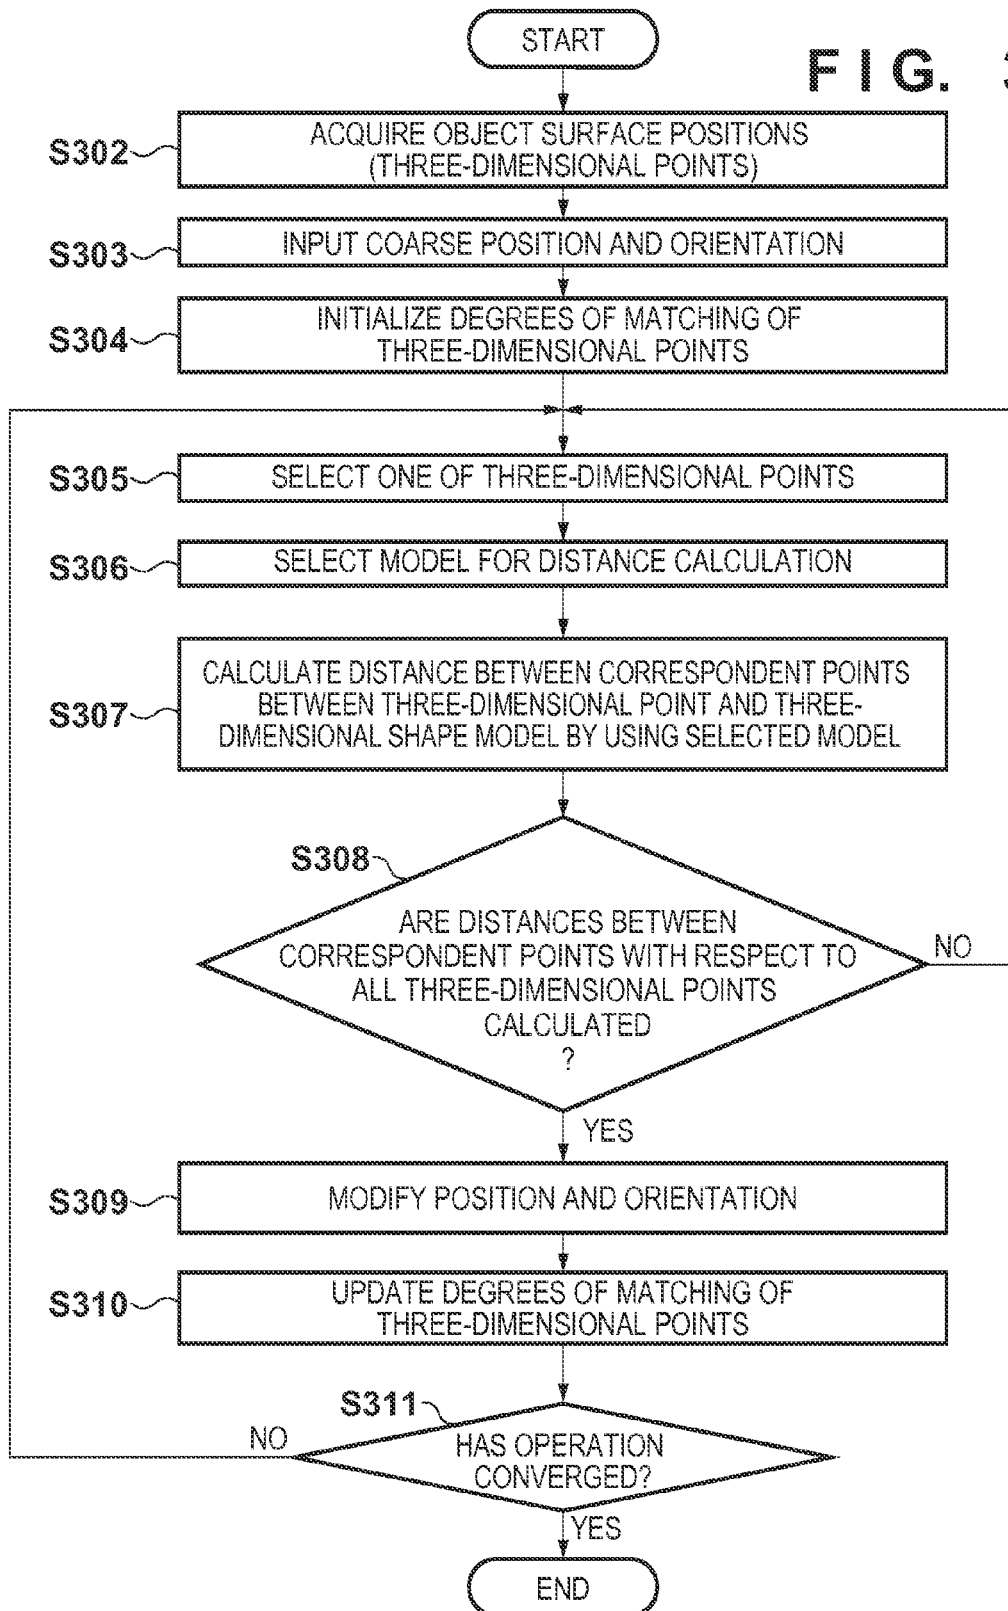 START
FIG.
S302
ACQUIRE OBJECT SURFACE POSITIONS
(THREE-DIMENSIONAL POINTS)
S303
INPUT COARSE POSITION AND ORIENTATION
S304
INITIALIZE DEGREES OF MATCHING OF
THREE-DIMENSIONAL POINTS
S305
SELECT ONE OF THREE-DIMENSIONAL POINTS
S306
SELECT MODEL FOR DISTANCE CALCULATION
S307
CALCULATE DISTANCE BETWEEN CORRESPONDENT POINTS
BETWEEN THREE-DIMENSIONAL POINT AND THREE-
DIMENSIONAL SHAPE MODEL BY USING SELECTED MODEL
S308
ARE DISTANCES BETWEEN
CORRESPONDENT POINTS WITH RESPECT TO
ALL THREE-DIMENSIONAL POINTS
CALCULATED
?
NO
YES
S309
MODIFY POSITION AND ORIENTATION
S310
UPDATE DEGREES OF MATCHING OF
THREE-DIMENSIONAL POINTS
S311
HAS OPERATION
CONVERGED?
NO
YES
END